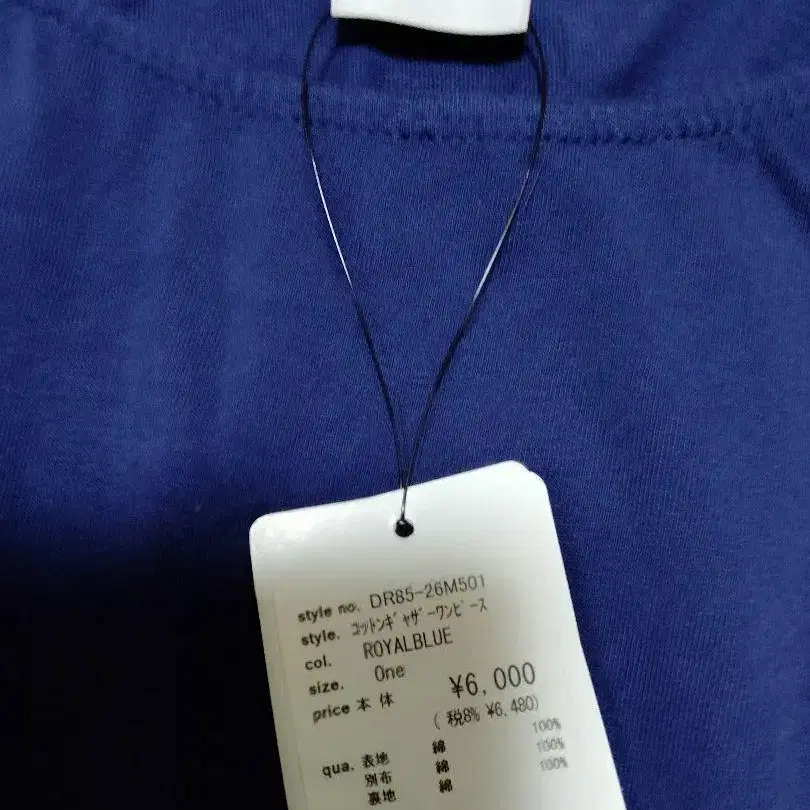 style no. DR85-26M501
style. ｺｯﾄﾝｷﾞｬｻﾞｰﾜﾝﾋﾟｰｽ
col. ROYALBLUE
size. One
price 本体 ¥6,000
(税8% ¥6,480)
qua. 表地 綿 100%
別布 綿 100%
裏地 綿 100%